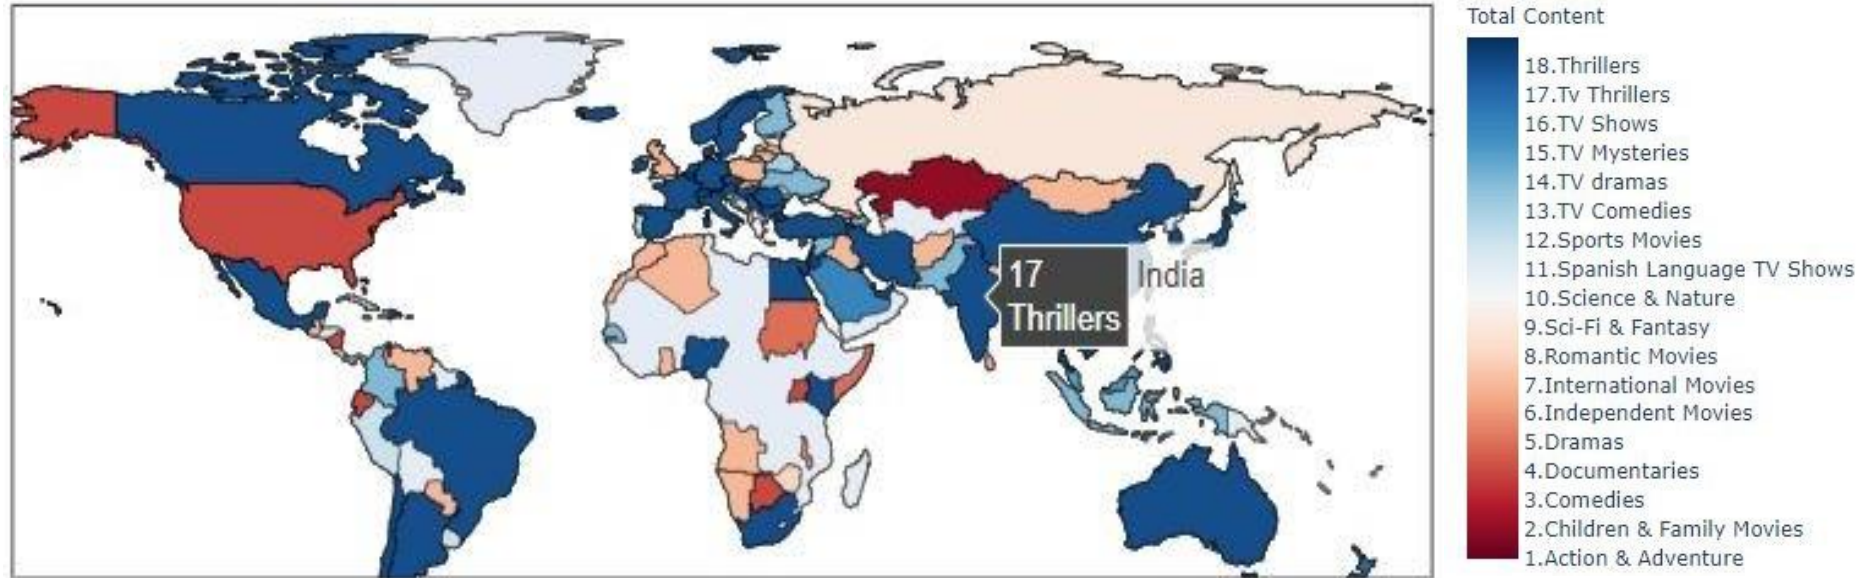 Total Content
18.Thrillers
17.Tv Thrillers
16.TV Shows
15.TV Mysteries
14.TV dramas
13.TV Comedies
12.Sports Movies
11.Spanish Language TV Shows
10.Science & Nature
9.Sci-Fi & Fantasy
8.Romantic Movies
7.International Movies
6.Independent Movies
5.Dramas
4.Documentaries
3.Comedies
2.Children & Family Movies
1.Action & Adventure
17
Thrillers
India